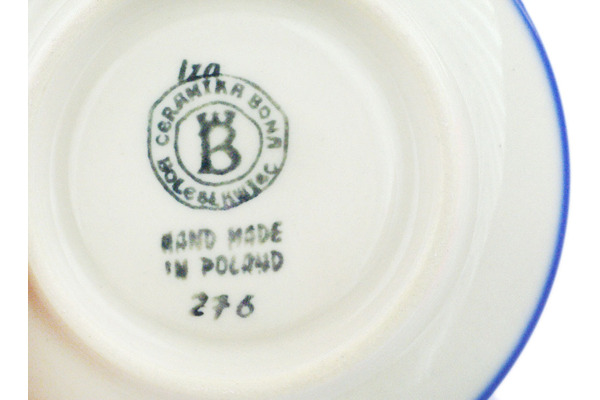 Iza
CERAMIKA BONA
B
BOLESŁAWIEC
HAND MADE
IN POLAND
276